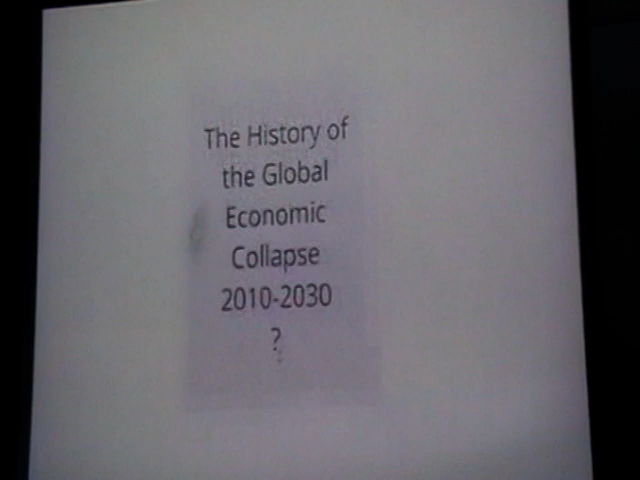 The History of
the Global
Economic
Collapse
2010-2030
?